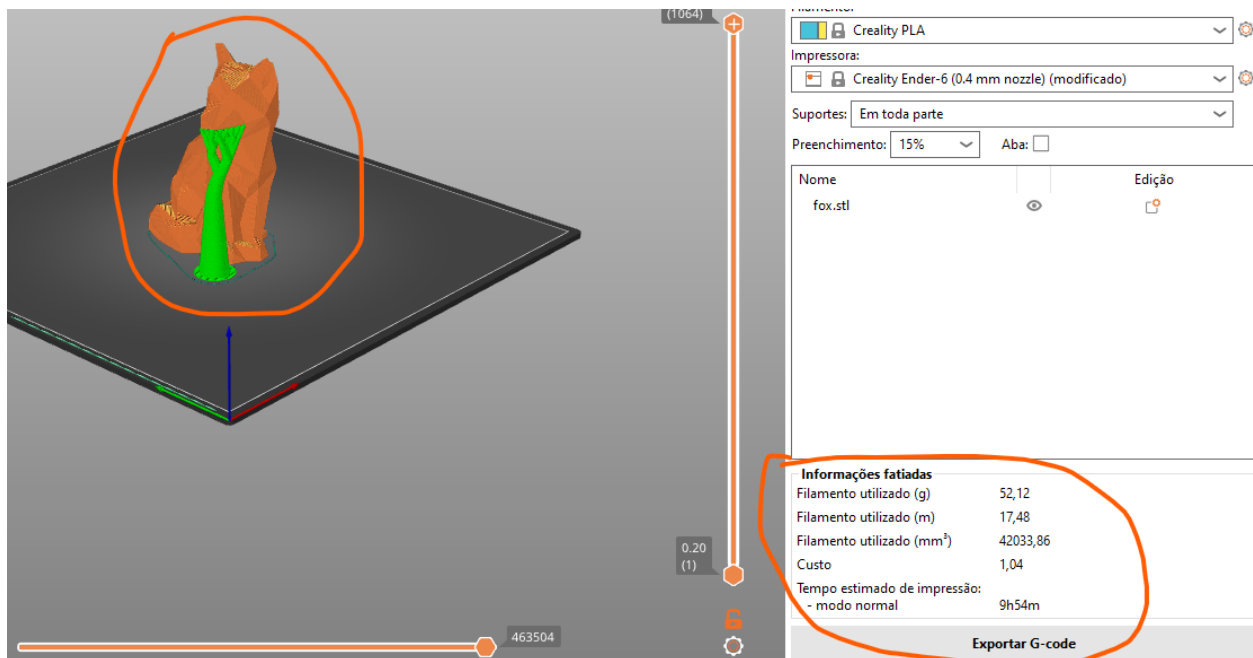 (1064)
Creality PLA
Impressora:
Creality Ender-6 (0.4 mm nozzle) (modificado)
Suportes: Em toda parte
Preenchimento: 15% Aba:
Nome Edição
fox.stl
Informações fatiadas
Filamento utilizado (g) 52,12
Filamento utilizado (m) 17,48
Filamento utilizado (mm³) 42033,86
Custo 1,04
Tempo estimado de impressão:
- modo normal 9h54m
0.20
(1)
463504
Exportar G-code